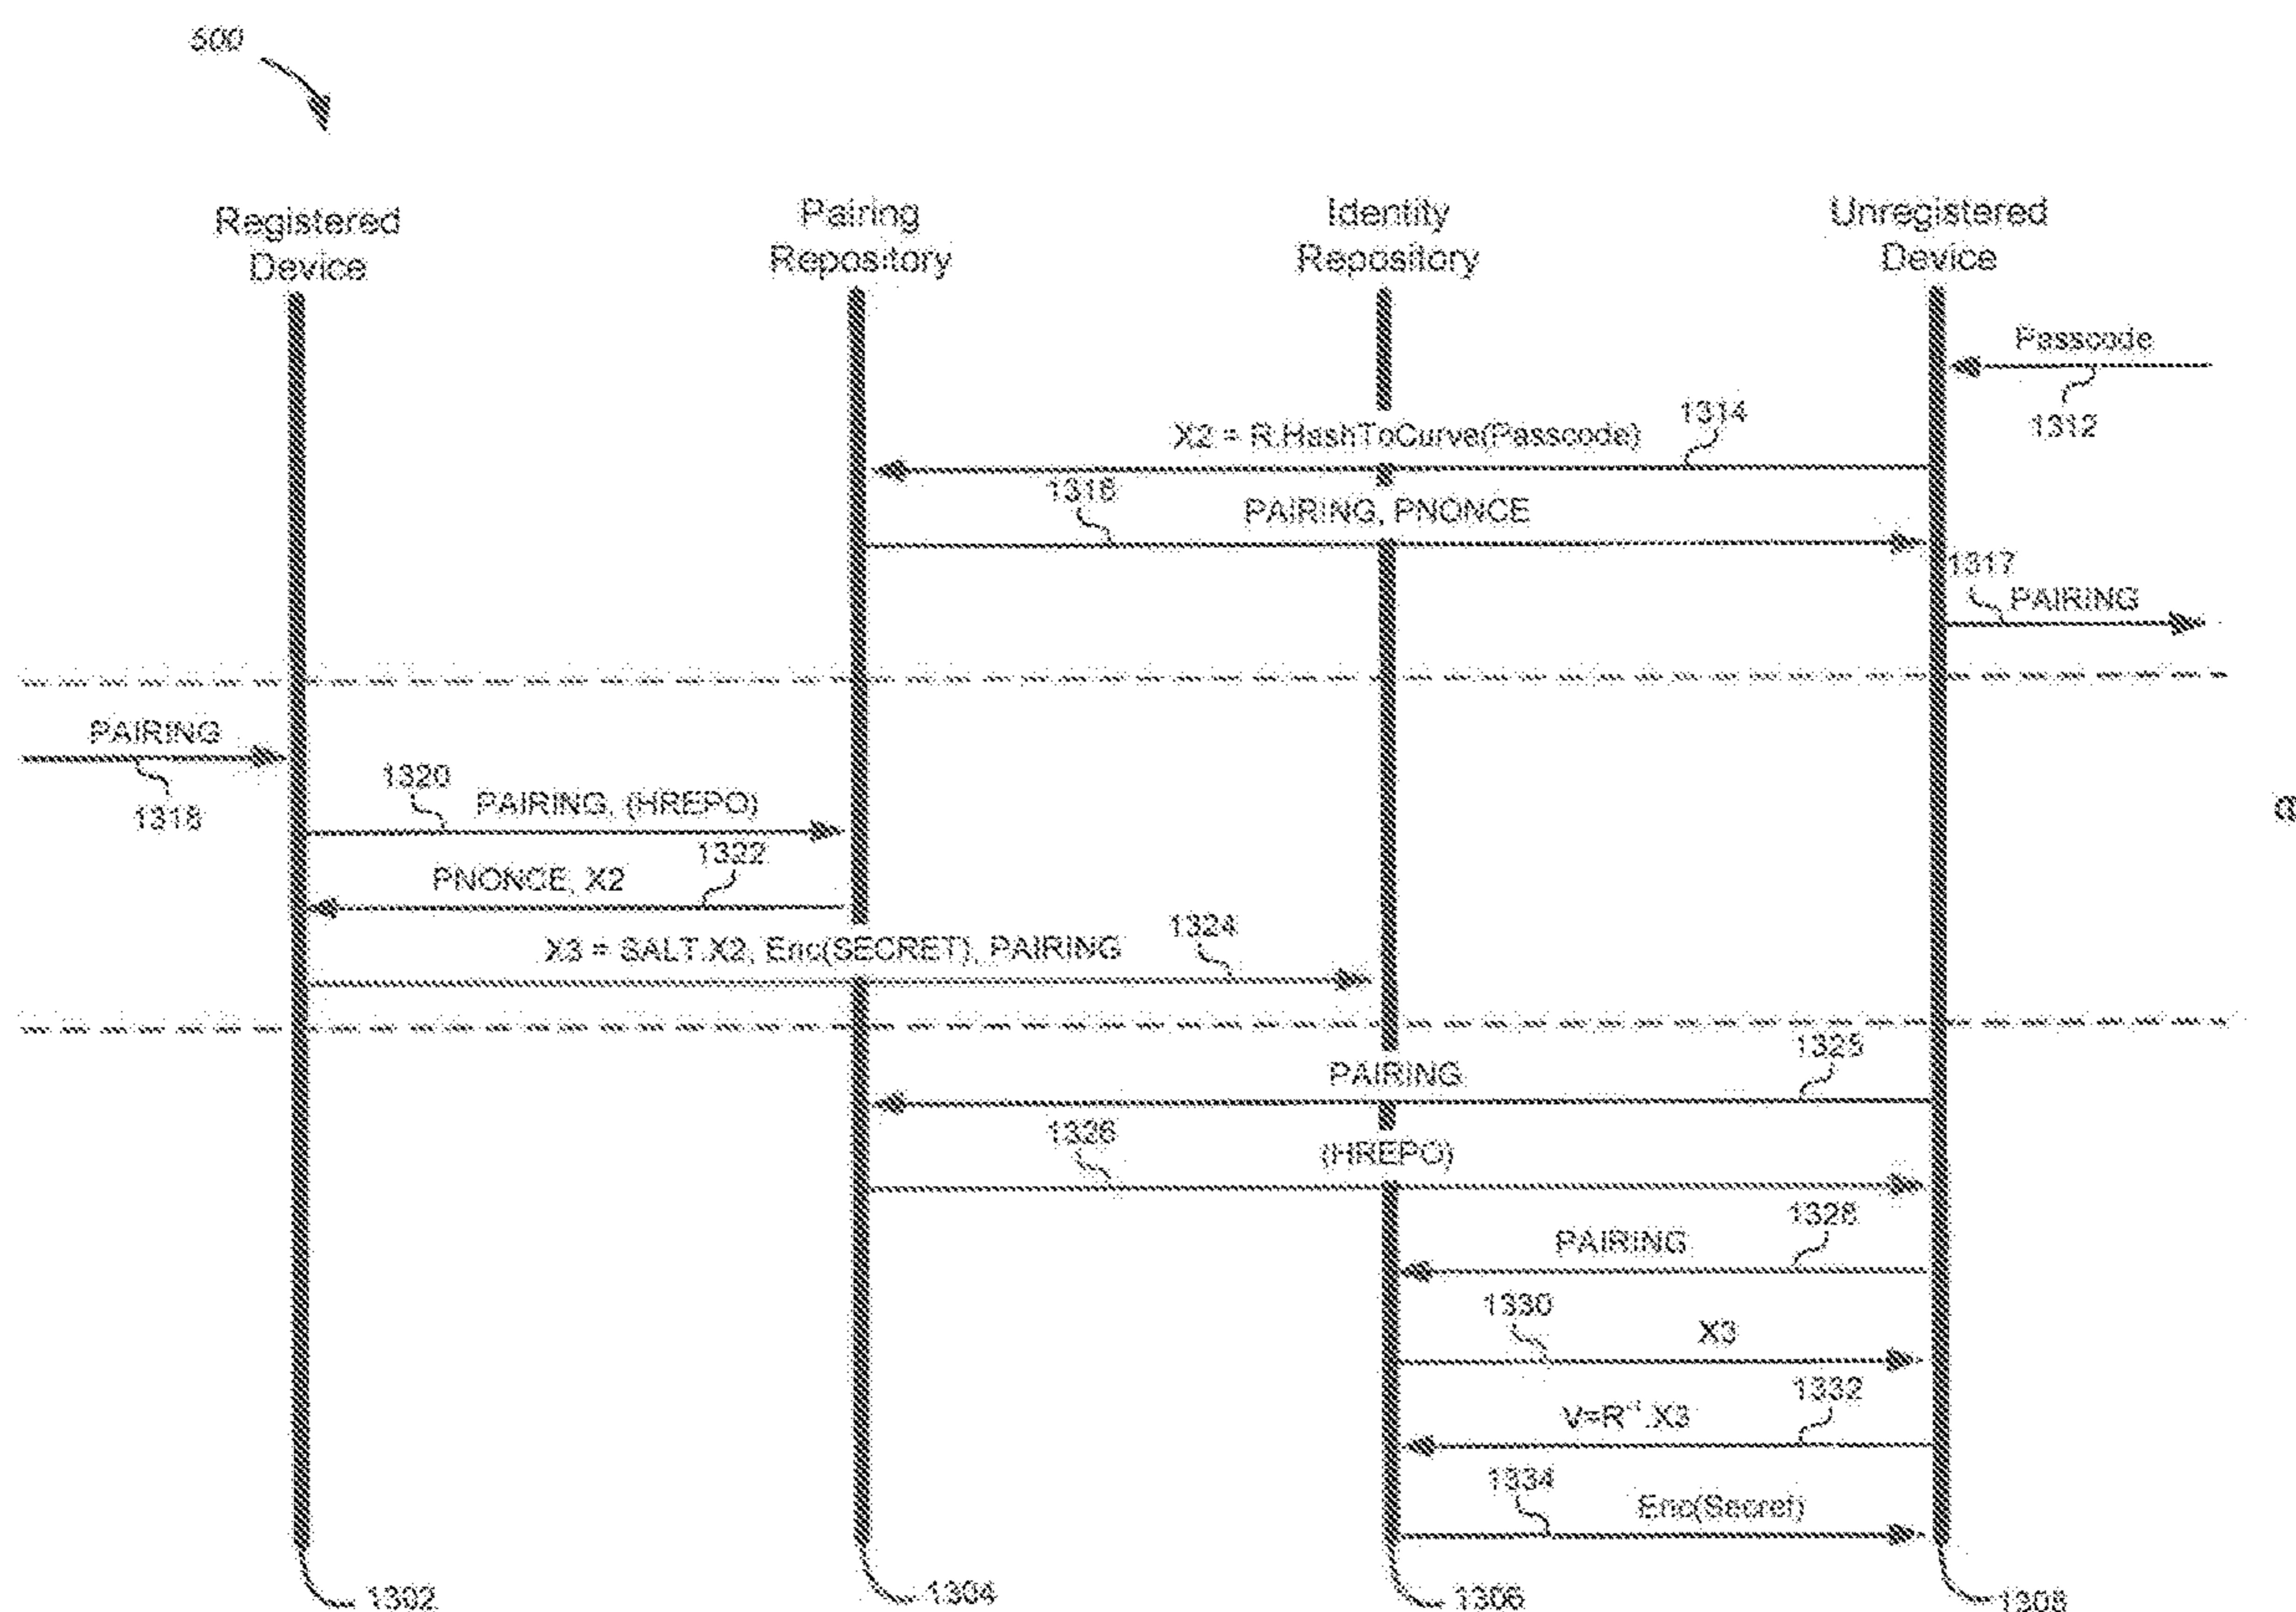 500
Registered
Device
Pairing
Repository
Identity
Repository
Unregistered
Device
Passcode
1312
1314
X2 = R.HashToCurve(Passcode)
1316
PAIRING, PNONCE
1317
PAIRING
PAIRING
1318
1320
PAIRING, (HREPO)
1322
PNONCE, X2
1324
X3 = SALT.X2, Enc(SECRET), PAIRING
1325
PAIRING
1326
(HREPO)
1328
PAIRING
1330
X3
1332
V=R⁻¹.X3
1334
Enc(Secret)
1302
1304
1306
1308